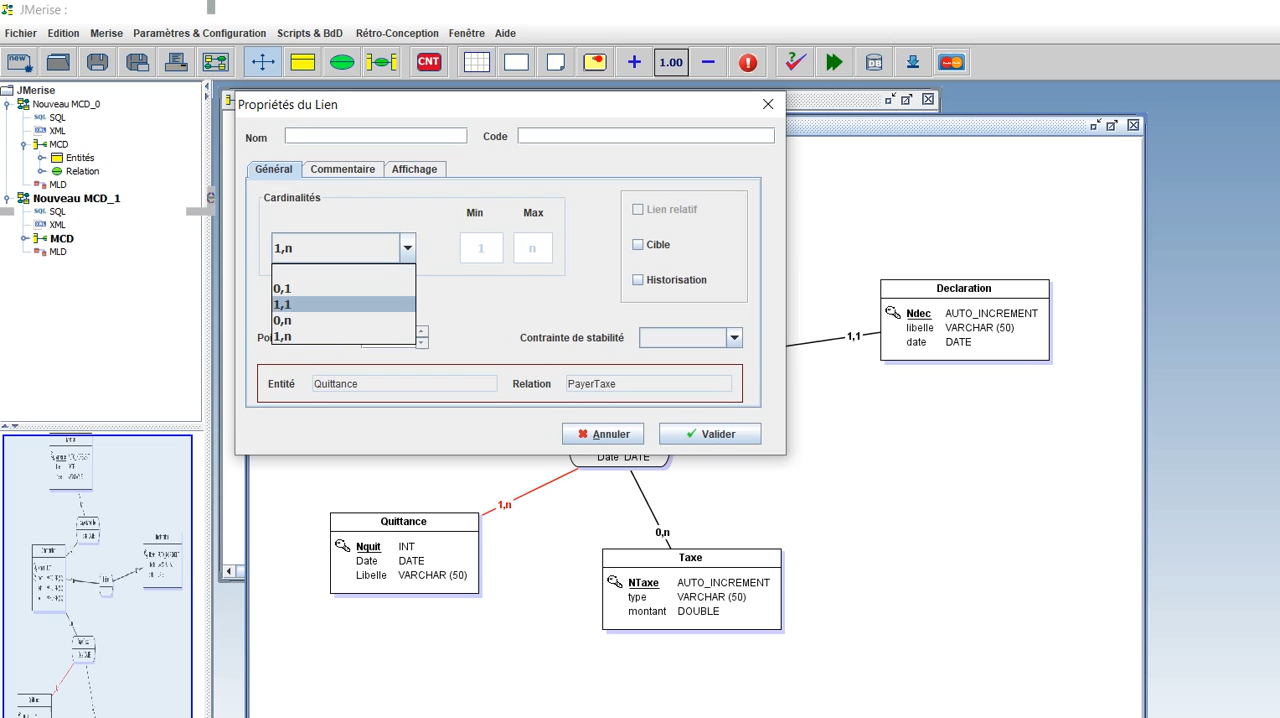 JMerise :
Fichier Edition Merise Paramètres & Configuration Scripts & BdD Rétro-Conception Fenêtre Aide
new CNT 1.00
JMerise
Nouveau MCD_0
SQL
XML
MCD
Entités
Relation
MLD
Nouveau MCD_1
SQL
XML
MCD
MLD
Propriétés du Lien
Nom Code
Général Commentaire Affichage
Cardinalités
Min Max
1,n 1 n
0,1
1,1
0,n
1,n
Lien relatif
Cible
Historisation
Contrainte de stabilité
Entité Quittance Relation PayerTaxe
Annuler Valider
Declaration
Ndec AUTO_INCREMENT
libelle VARCHAR (50)
date DATE
1,1
Date DATE
1,n
0,n
Quittance
Nquit INT
Date DATE
Libelle VARCHAR (50)
Taxe
NTaxe AUTO_INCREMENT
type VARCHAR (50)
montant DOUBLE